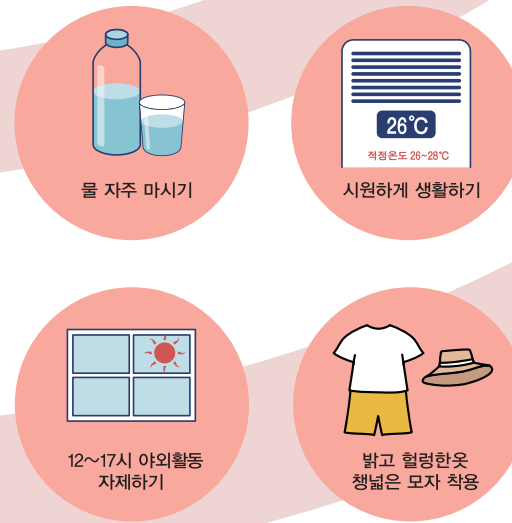 물 자주 마시기
26℃
적정온도 26~28℃
시원하게 생활하기
12~17시 야외활동
자제하기
밝고 헐렁한옷
챙넓은 모자 착용